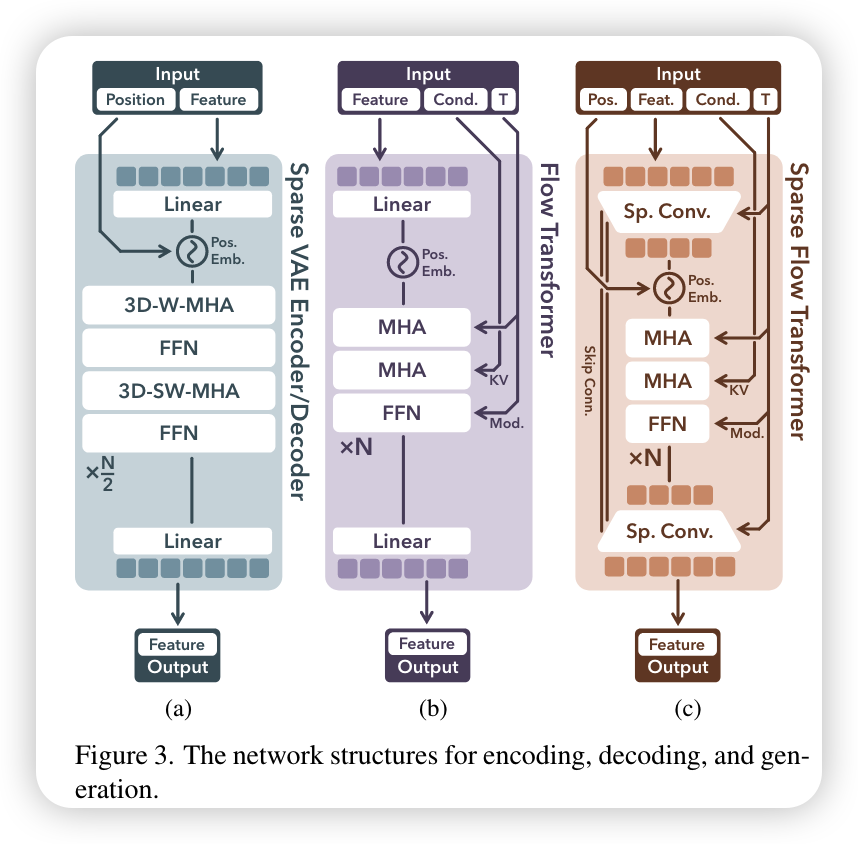 Input
Position Feature
Linear
Pos.
Emb.
3D-W-MHA
FFN
3D-SW-MHA
FFN
×N/2
Linear
Feature
Output
Sparse VAE Encoder/Decoder
(a)
Input
Feature Cond. T
Linear
Pos.
Emb.
MHA
MHA
KV
FFN
Mod.
×N
Linear
Feature
Output
Flow Transformer
(b)
Input
Pos. Feat. Cond. T
Sp. Conv.
Pos.
Emb.
MHA
MHA
KV
FFN
Mod.
×N
Skip Conn.
Sp. Conv.
Feature
Output
Sparse Flow Transformer
(c)
Figure 3. The network structures for encoding, decoding, and gen-
eration.